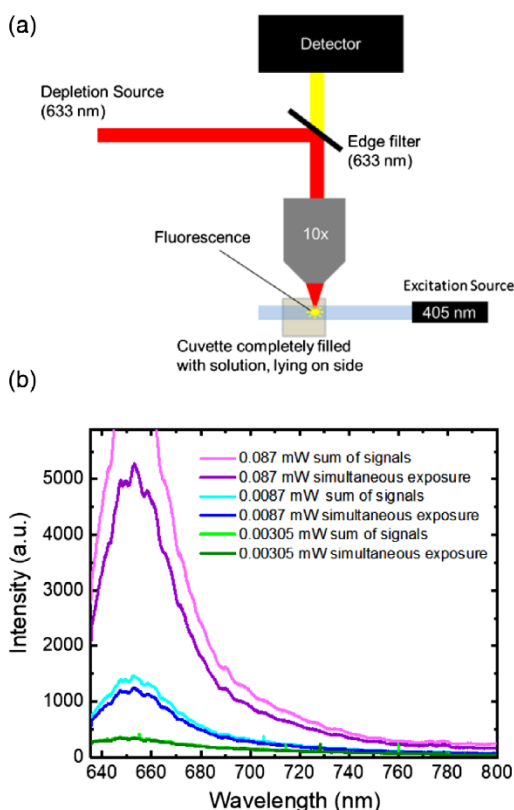 (a)
Detector
Depletion Source
(633 nm)
Edge filter
(633 nm)
10x
Fluorescence
Excitation Source
405 nm
Cuvette completely filled
with solution, lying on side
(b)
0.087 mW sum of signals
0.087 mW simultaneous exposure
0.0087 mW sum of signals
0.0087 mW simultaneous exposure
0.00305 mW sum of signals
0.00305 mW simultaneous exposure
Intensity (a.u.)
5000
4000
3000
2000
1000
0
640 660 680 700 720 740 760 780 800
Wavelength (nm)